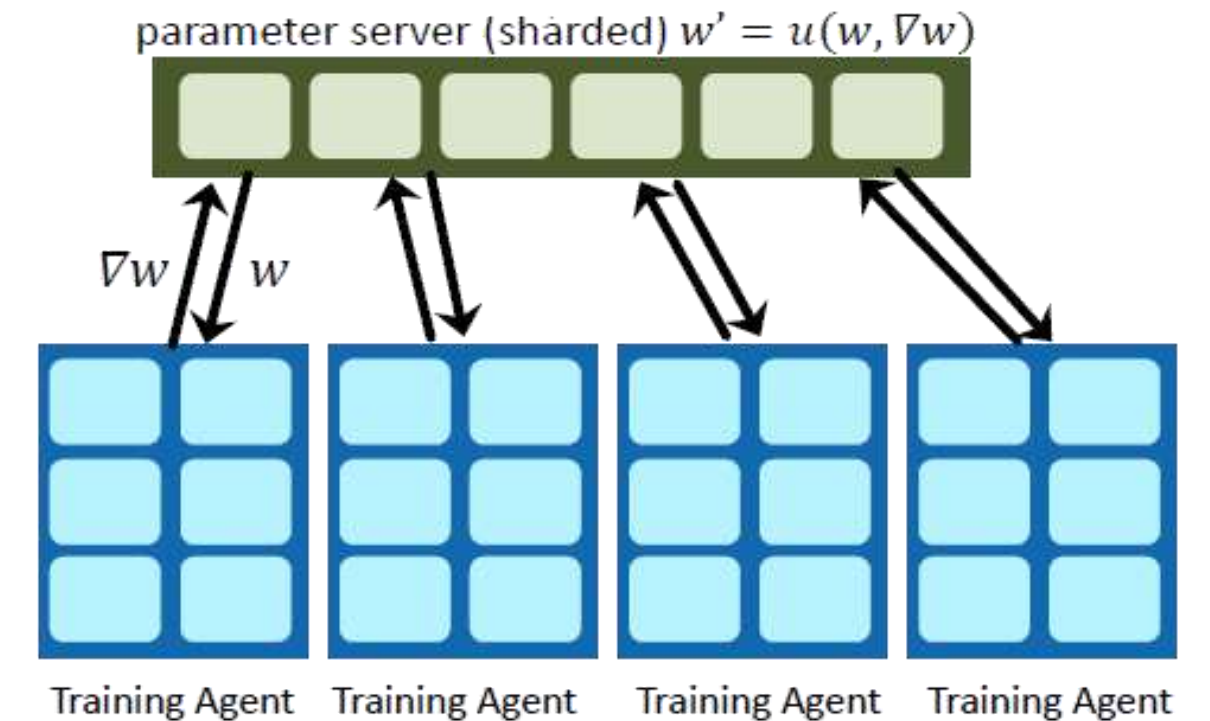 parameter server (sharded) w’ = u(w, ∇w)
∇w w
Training Agent Training Agent Training Agent Training Agent